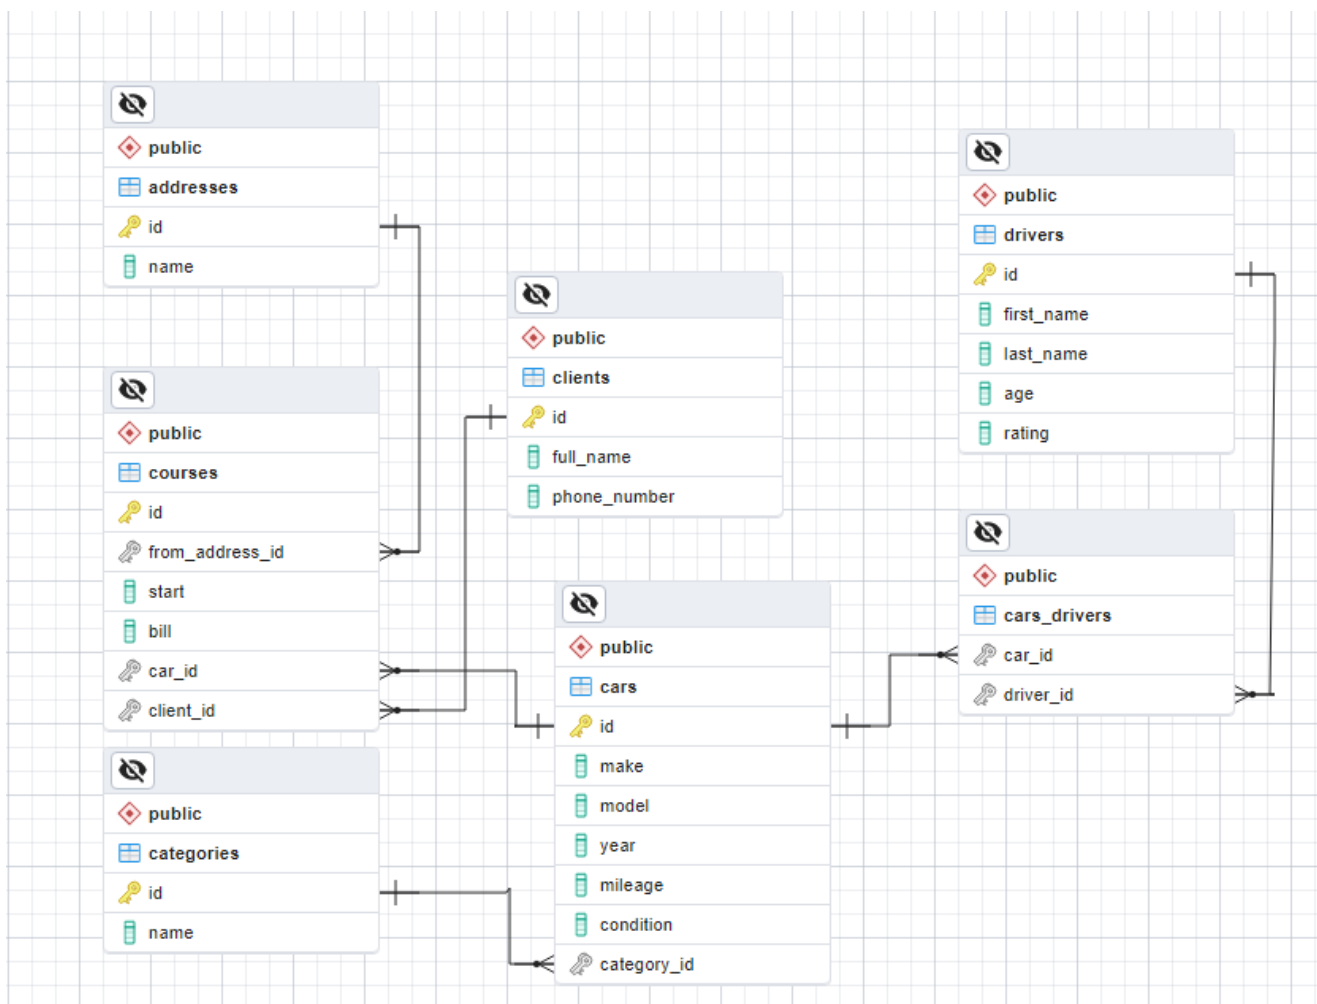 public
addresses
id
name
public
courses
id
from_address_id
start
bill
car_id
client_id
public
categories
id
name
public
clients
id
full_name
phone_number
public
cars
id
make
model
year
mileage
condition
category_id
public
drivers
id
first_name
last_name
age
rating
public
cars_drivers
car_id
driver_id